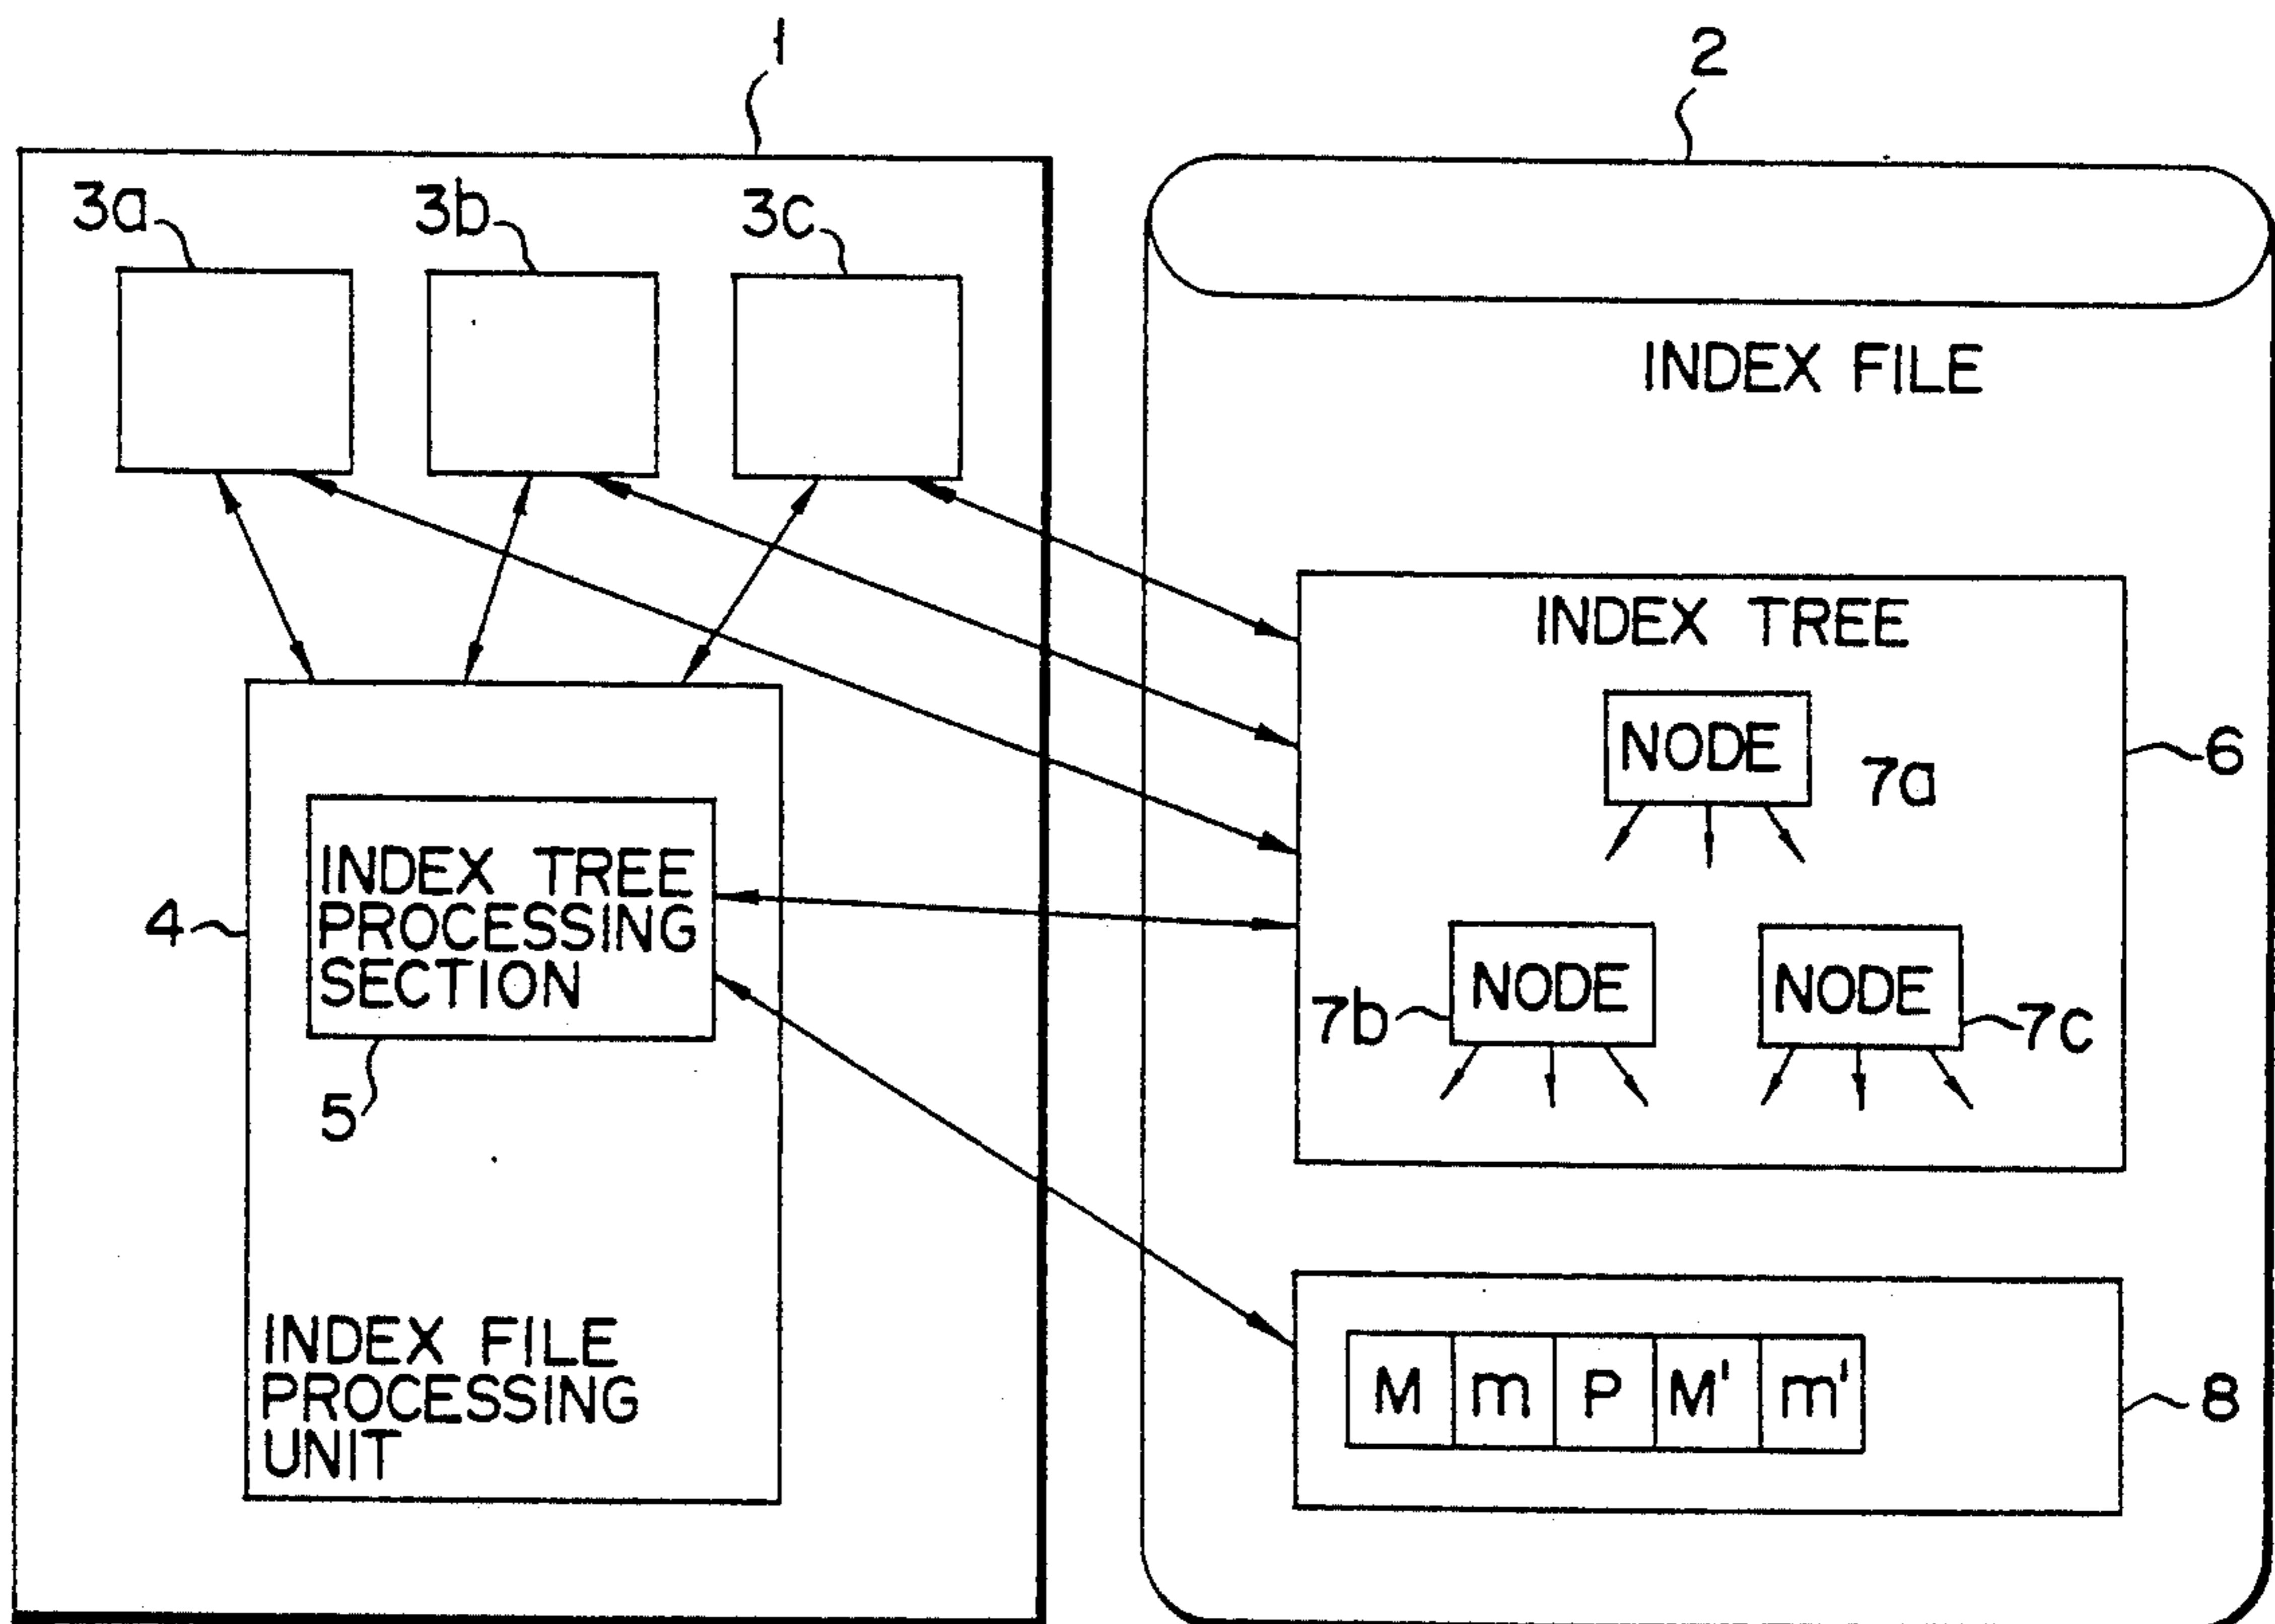 1
2
3a
3b
3c
INDEX FILE
INDEX TREE
NODE
7a
6
INDEX TREE
PROCESSING
SECTION
4
5
7b
NODE
NODE
7c
INDEX FILE
PROCESSING
UNIT
M m P M' m'
8